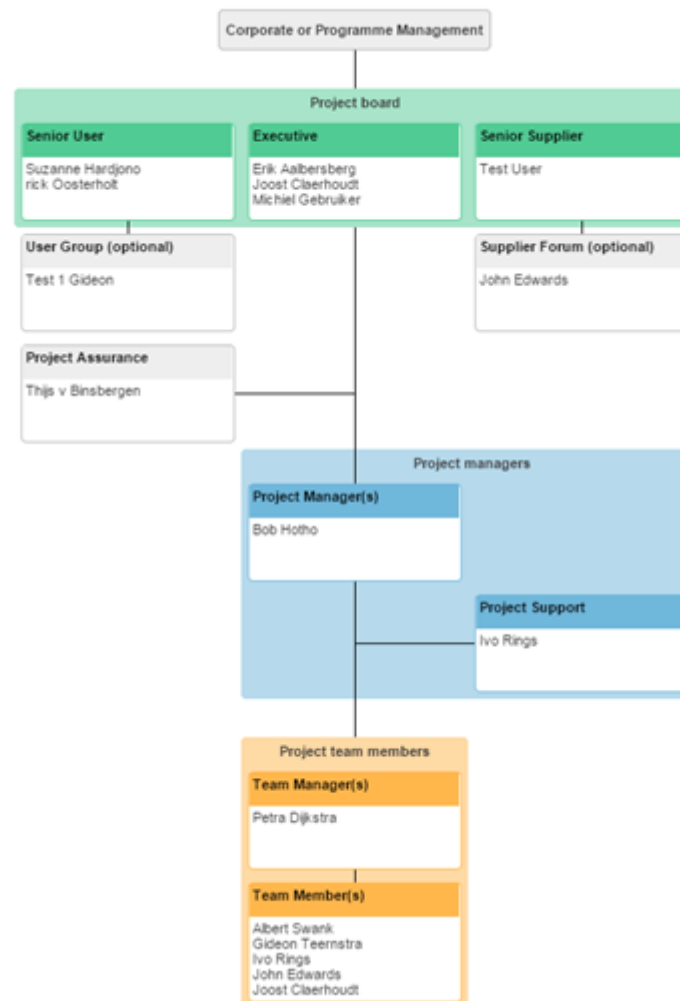 Corporate or Programme Management
Project board
Senior User
Suzanne Hardjono
rick Oosterholt
Executive
Erik Aalbersberg
Joost Claerhoudt
Michiel Gebruiker
Senior Supplier
Test User
User Group (optional)
Test 1 Gideon
Supplier Forum (optional)
John Edwards
Project Assurance
Thijs v Binsbergen
Project managers
Project Manager(s)
Bob Hotho
Project Support
Ivo Rings
Project team members
Team Manager(s)
Petra Dijkstra
Team Member(s)
Albert Swank
Gideon Teernstra
Ivo Rings
John Edwards
Joost Claerhoudt